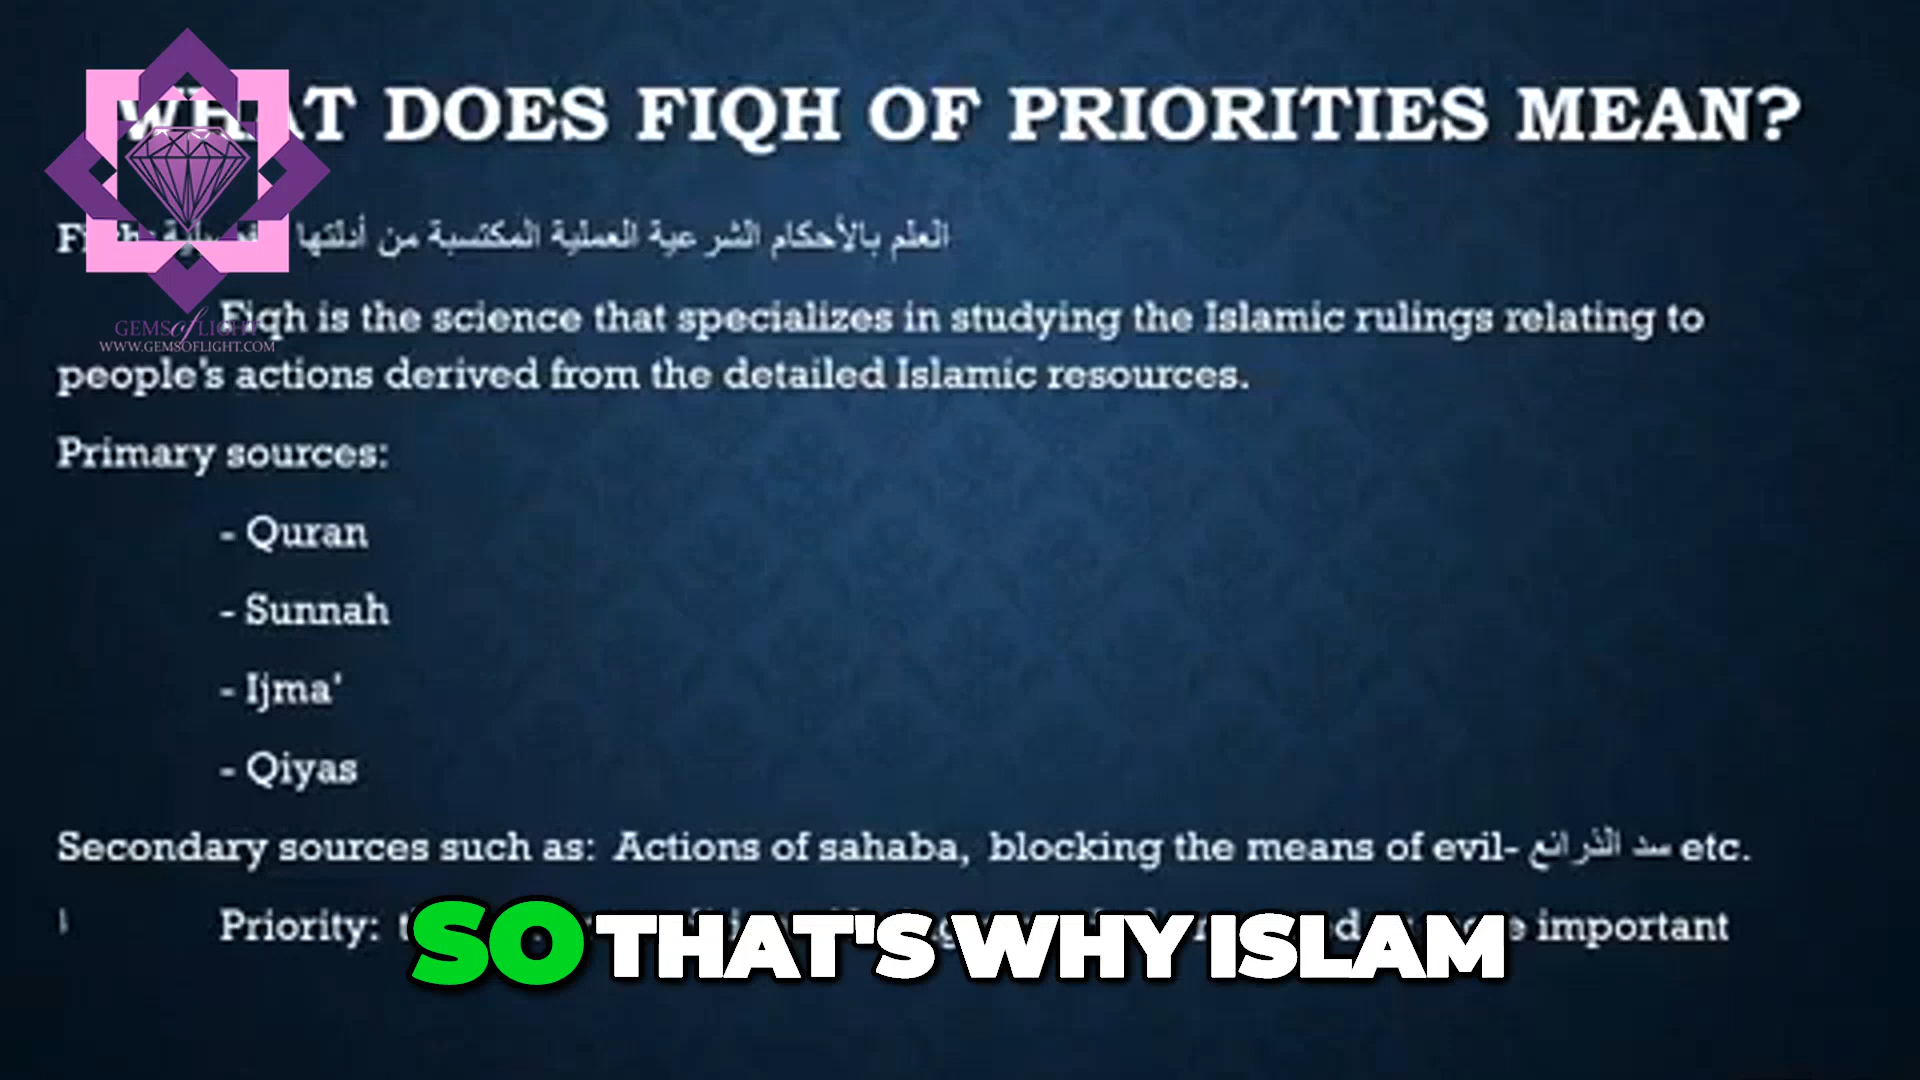 WHAT DOES FIQH OF PRIORITIES MEAN?
العلم بالأحكام الشرعية العملية المكتسبة من أدلتها
Fiqh is the science that specializes in studying the Islamic rulings relating to
GEMS of LIGHT
WWW.GEMSOFLIGHT.COM
people's actions derived from the detailed Islamic resources.
Primary sources:
- Quran
- Sunnah
- Ijma'
- Qiyas
Secondary sources such as: Actions of sahaba, blocking the means of evil- سد الذرائع etc.
Priority: important
SO THAT'S WHY ISLAM